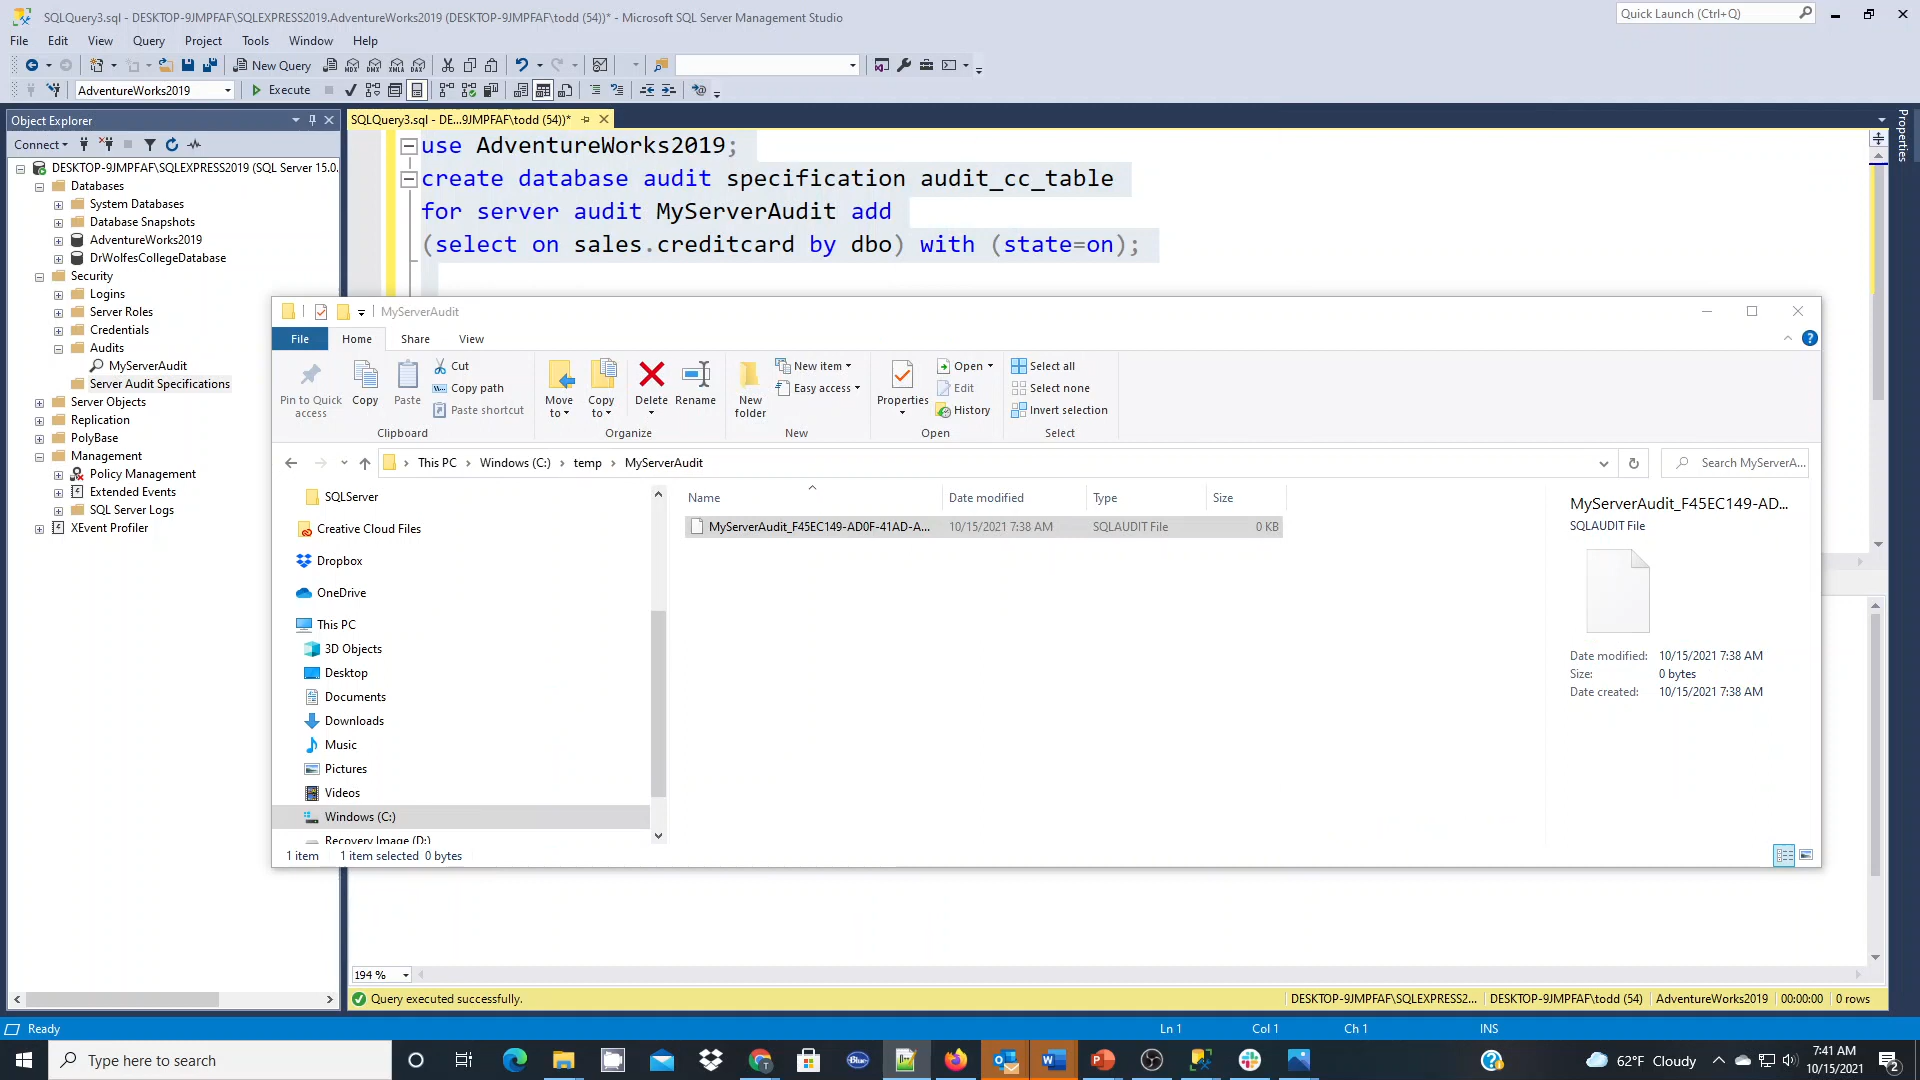 SQLQuery3.sql - DESKTOP-9JMPFAF\SQLEXPRESS2019.AdventureWorks2019 (DESKTOP-9JMPFAF\todd (54))* - Microsoft SQL Server Management Studio
Quick Launch (Ctrl+Q)
File Edit View Query Project Tools Window Help
New Query
MDX DMX XMLA DAX
AdventureWorks2019 Execute
Object Explorer
SQLQuery3.sql - DE...9JMPFAF\todd (54))*
Properties
Connect
DESKTOP-9JMPFAF\SQLEXPRESS2019 (SQL Server 15.0.
Databases
System Databases
Database Snapshots
AdventureWorks2019
DrWolfesCollegeDatabase
Security
Logins
Server Roles
Credentials
Audits
MyServerAudit
Server Audit Specifications
Server Objects
Replication
PolyBase
Management
Policy Management
Extended Events
SQL Server Logs
XEvent Profiler
use AdventureWorks2019;
create database audit specification audit_cc_table
for server audit MyServerAudit add
(select on sales.creditcard by dbo) with (state=on);
MyServerAudit
File Home Share View
Pin to Quick access
Copy
Paste
Cut
Copy path
Paste shortcut
Clipboard
Move to
Copy to
Delete
Rename
Organize
New folder
New item
Easy access
New
Properties
Open
Edit
History
Open
Select all
Select none
Invert selection
Select
This PC > Windows (C:) > temp > MyServerAudit
Search MyServerA...
SQLServer
Creative Cloud Files
Dropbox
OneDrive
This PC
3D Objects
Desktop
Documents
Downloads
Music
Pictures
Videos
Windows (C:)
Recovery Image (D:)
Name Date modified Type Size
MyServerAudit_F45EC149-AD0F-41AD-A... 10/15/2021 7:38 AM SQLAUDIT File 0 KB
MyServerAudit_F45EC149-AD...
SQLAUDIT File
Date modified: 10/15/2021 7:38 AM
Size: 0 bytes
Date created: 10/15/2021 7:38 AM
1 item 1 item selected 0 bytes
194 %
Query executed successfully.
DESKTOP-9JMPFAF\SQLEXPRESS2... DESKTOP-9JMPFAF\todd (54) AdventureWorks2019 00:00:00 0 rows
Ready Ln 1 Col 1 Ch 1 INS
Type here to search
Blue
62°F Cloudy
7:41 AM
10/15/2021
2